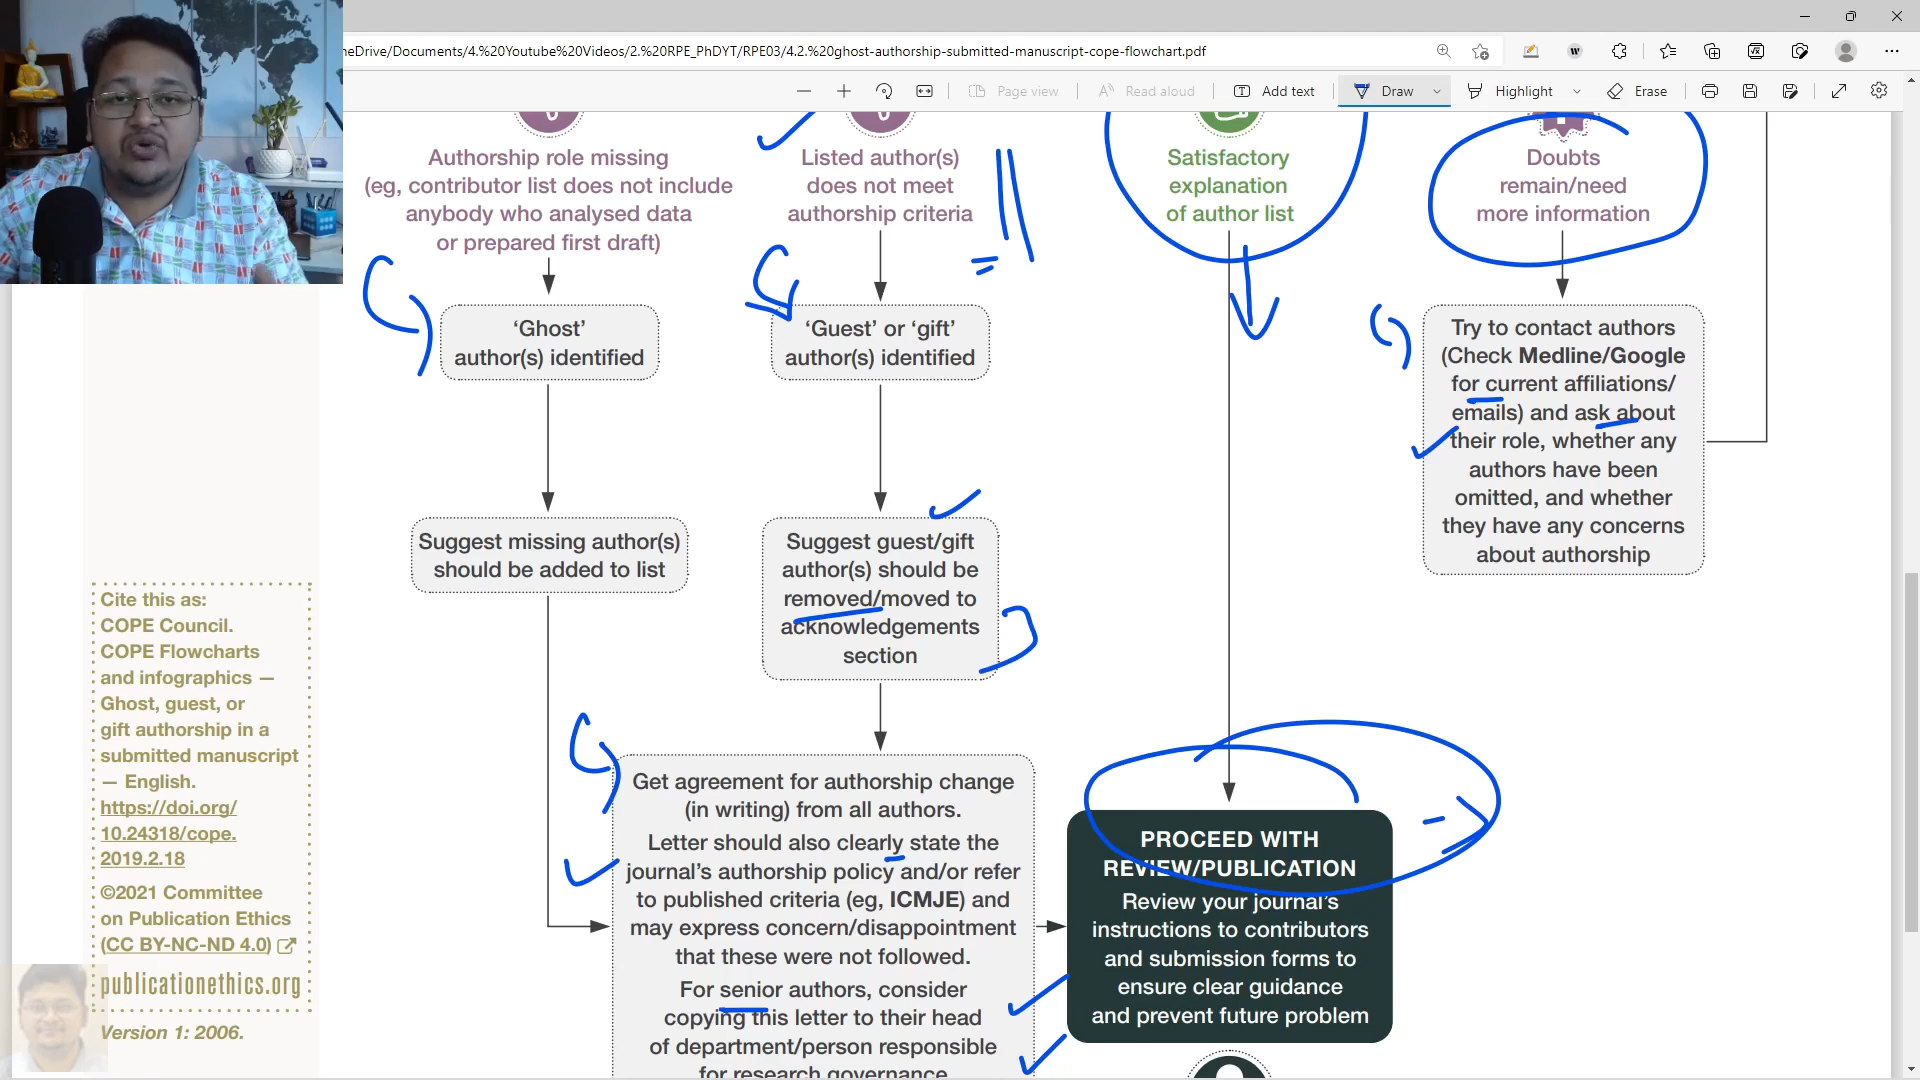 neDrive/Documents/4.%20Youtube%20Videos/2.%20RPE_PhDYT/RPE03/4.2.%20ghost-authorship-submitted-manuscript-cope-flowchart.pdf
Page view
Read aloud
Add text
Draw
Highlight
Erase
Authorship role missing
(eg, contributor list does not include
anybody who analysed data
or prepared first draft)
Listed author(s)
does not meet
authorship criteria
Satisfactory
explanation
of author list
Doubts
remain/need
more information
‘Ghost’
author(s) identified
‘Guest’ or ‘gift’
author(s) identified
Try to contact authors
(Check Medline/Google
for current affiliations/
emails) and ask about
their role, whether any
authors have been
omitted, and whether
they have any concerns
about authorship
Suggest missing author(s)
should be added to list
Suggest guest/gift
author(s) should be
removed/moved to
acknowledgements
section
Get agreement for authorship change
(in writing) from all authors.
Letter should also clearly state the
journal’s authorship policy and/or refer
to published criteria (eg, ICMJE) and
may express concern/disappointment
that these were not followed.
For senior authors, consider
copying this letter to their head
of department/person responsible
for research governance
PROCEED WITH
REVIEW/PUBLICATION
Review your journal’s
instructions to contributors
and submission forms to
ensure clear guidance
and prevent future problem
Cite this as:
COPE Council.
COPE Flowcharts
and infographics —
Ghost, guest, or
gift authorship in a
submitted manuscript
— English.
https://doi.org/
10.24318/cope.
2019.2.18
©2021 Committee
on Publication Ethics
(CC BY-NC-ND 4.0)
publicationethics.org
Version 1: 2006.